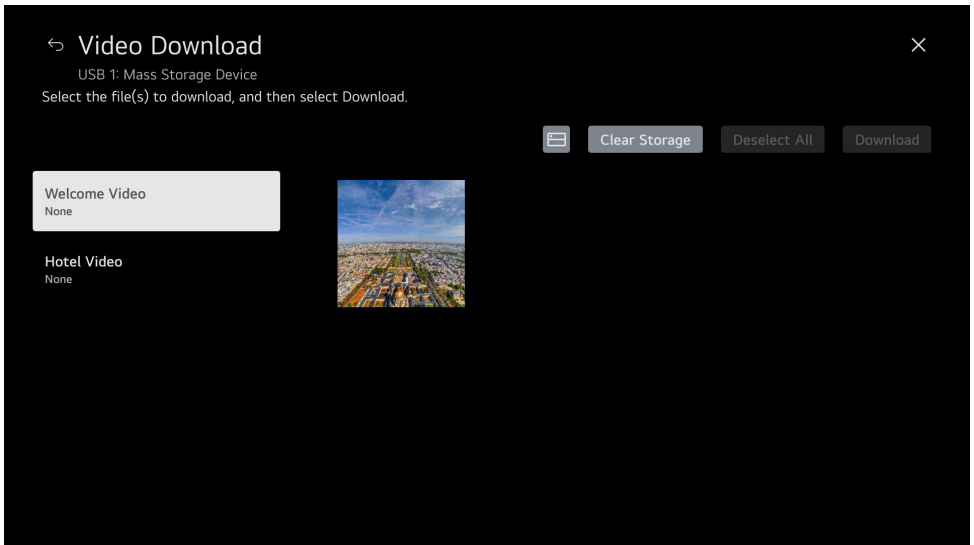 Video Download
USB 1: Mass Storage Device
Select the file(s) to download, and then select Download.
Clear Storage
Deselect All
Download
Welcome Video
None
Hotel Video
None